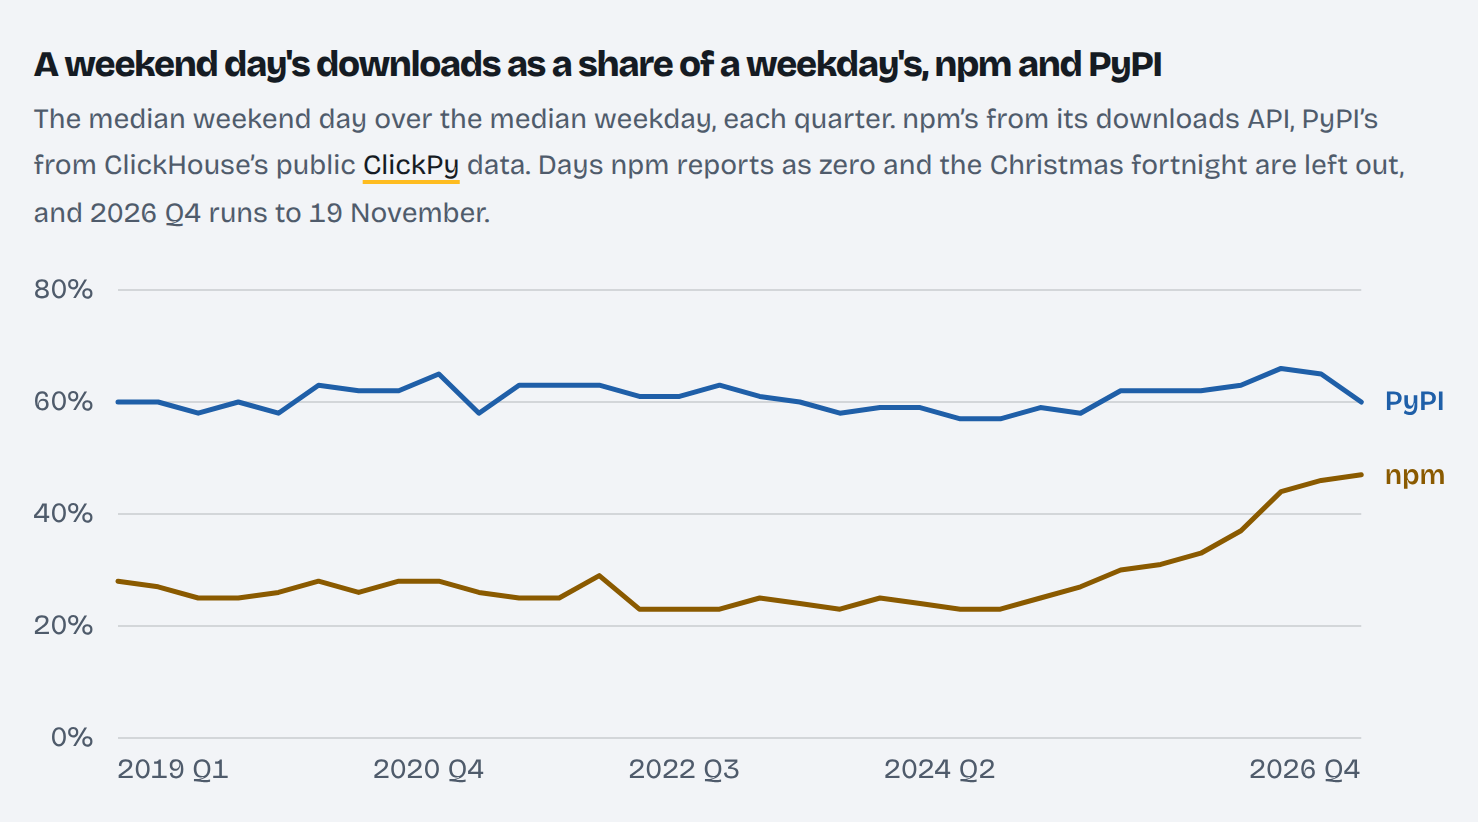 A weekend day's downloads as a share of a weekday's, npm and PyPI
The median weekend day over the median weekday, each quarter. npm’s from its downloads API, PyPI’s
from ClickHouse’s public ClickPy data. Days npm reports as zero and the Christmas fortnight are left out,
and 2026 Q4 runs to 19 November.
80%
60%
PyPI
npm
40%
20%
0%
2019 Q1
2020 Q4
2022 Q3
2024 Q2
2026 Q4